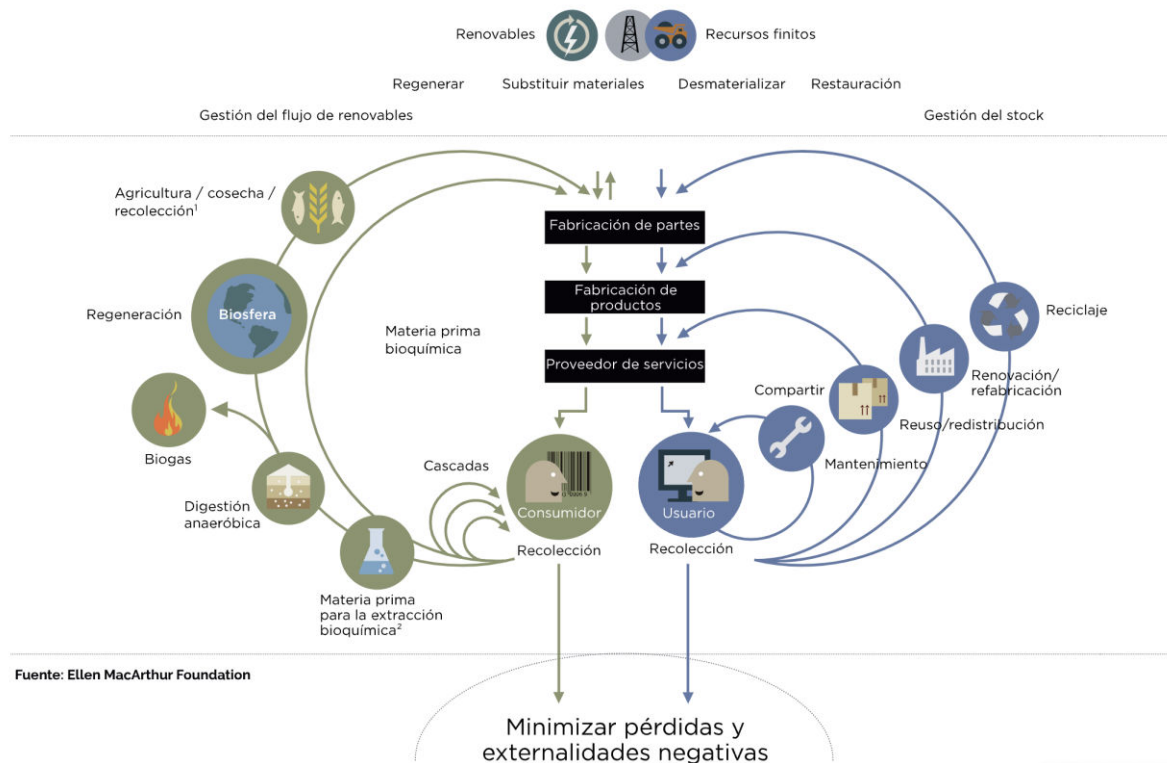 Renovables
Recursos finitos
Regenerar
Substituir materiales
Desmaterializar
Restauración
Gestión del flujo de renovables
Gestión del stock
Agricultura / cosecha /
recolección¹
Regeneración
Biosfera
Biogas
Digestión
anaeróbica
Materia prima
para la extracción
bioquímica²
Materia prima
bioquímica
Cascadas
Fabricación de partes
Fabricación de
productos
Proveedor de servicios
Consumidor
Recolección
Usuario
Recolección
Compartir
Mantenimiento
Reuso/redistribución
Renovación/
refabricación
Reciclaje
Fuente: Ellen MacArthur Foundation
Minimizar pérdidas y
externalidades negativas